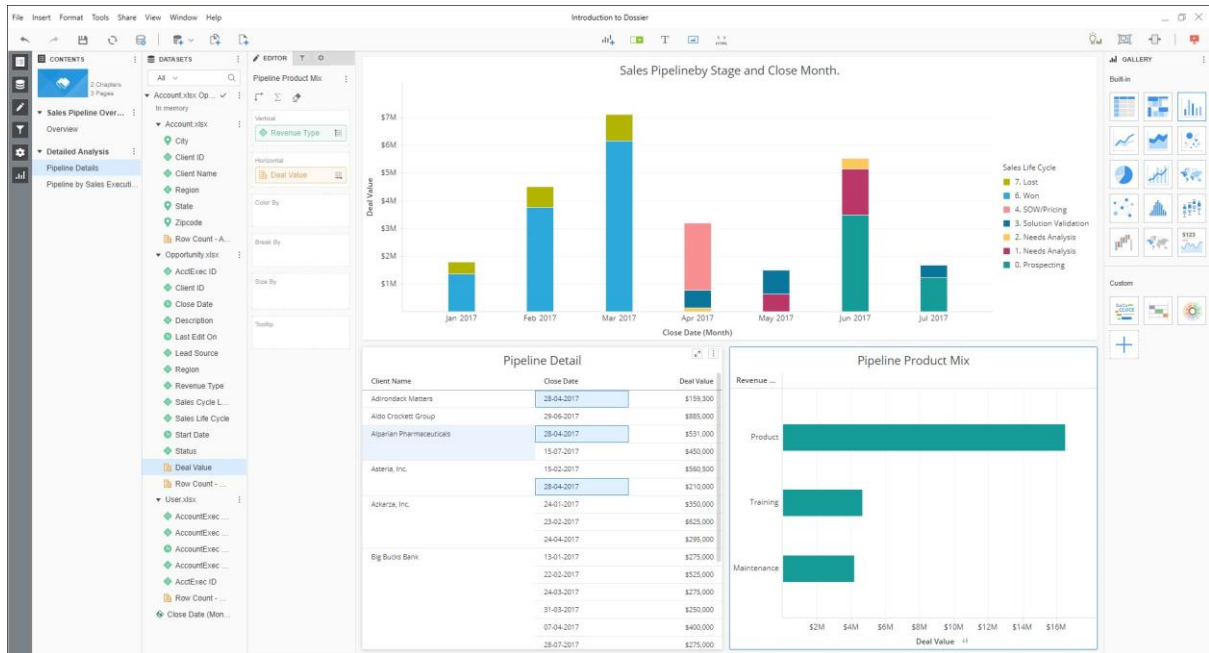 File Insert Format Tools Share View Window Help
Introduction to Dossier
CONTENTS
2 Chapters
3 Pages
Sales Pipeline Over...
Overview
Detailed Analysis
Pipeline Details
Pipeline by Sales Executi...
DATASETS
All
Account.xlsx Op...
In memory
Account.xlsx
City
Client ID
Client Name
Region
State
Zipcode
Row Count - A...
Opportunity.xlsx
AcctExec ID
Client ID
Close Date
Description
Last Edit On
Lead Source
Region
Revenue Type
Sales Cycle L...
Sales Life Cycle
Start Date
Status
Deal Value
Row Count - ...
User.xlsx
AccountExec ...
AccountExec ...
AccountExec ...
AccountExec ...
AcctExec ID
Row Count - ...
Close Date (Mon...
EDITOR
Pipeline Product Mix
Vertical
Revenue Type
Horizontal
Deal Value
Color By
Break By
Size By
Tooltip
Sales Pipelineby Stage and Close Month.
Deal Value
$7M
$6M
$5M
$4M
$3M
$2M
$1M
Jan 2017 Feb 2017 Mar 2017 Apr 2017 May 2017 Jun 2017 Jul 2017
Close Date (Month)
Sales Life Cycle
7. Lost
6. Won
4. SOW/Pricing
3. Solution Validation
2. Needs Analysis
1. Needs Analysis
0. Prospecting
Pipeline Detail
Client Name Close Date Deal Value
Adirondack Matters 28-04-2017 $159,300
Aldo Crockett Group 29-06-2017 $885,000
Alparian Pharmaceuticals 28-04-2017 $531,000
15-07-2017 $450,000
Asteria, Inc. 15-02-2017 $560,500
28-04-2017 $210,000
Azkarza, Inc. 24-01-2017 $350,000
23-02-2017 $625,000
24-04-2017 $295,000
Big Bucks Bank 13-01-2017 $275,000
22-02-2017 $525,000
24-03-2017 $275,000
31-03-2017 $250,000
07-04-2017 $400,000
28-07-2017 $275,000
Pipeline Product Mix
Revenue ...
Product
Training
Maintenance
$2M $4M $6M $8M $10M $12M $14M $16M
Deal Value
GALLERY
Built-in
$123
Custom